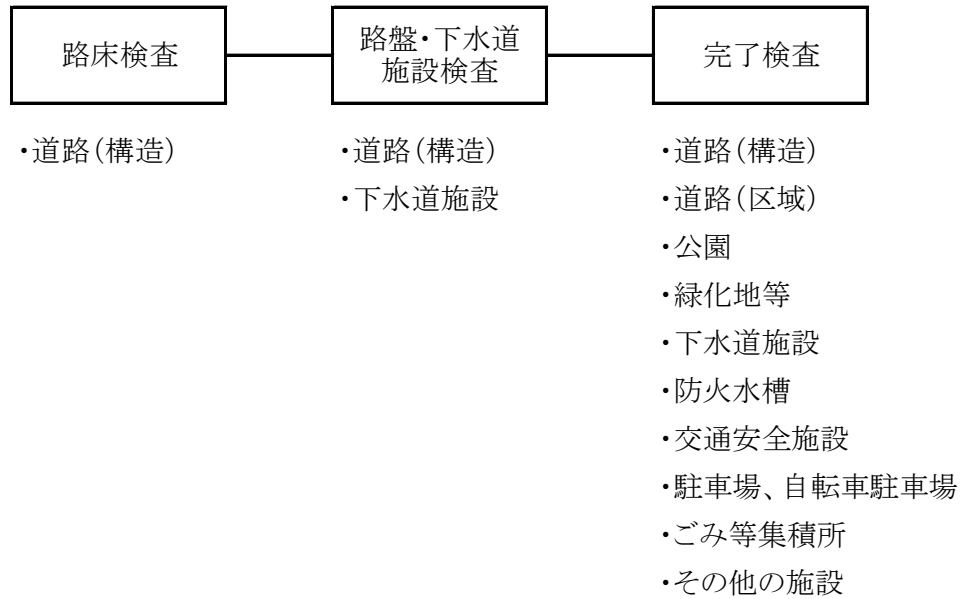 路床検査
路盤・下水道
施設検査
完了検査
・道路(構造)
・道路(構造)
・下水道施設
・道路(構造)
・道路(区域)
・公園
・緑化地等
・下水道施設
・防火水槽
・交通安全施設
・駐車場、自転車駐車場
・ごみ等集積所
・その他の施設